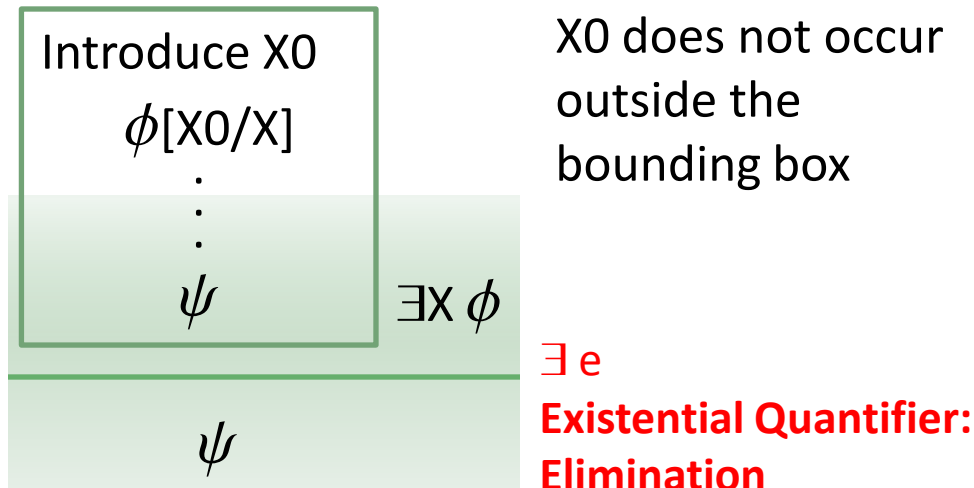 Introduce X0
ϕ[X0/X]
.
.
.
ψ
∃X ϕ
ψ
X0 does not occur
outside the
bounding box
∃ e
Existential Quantifier:
Elimination